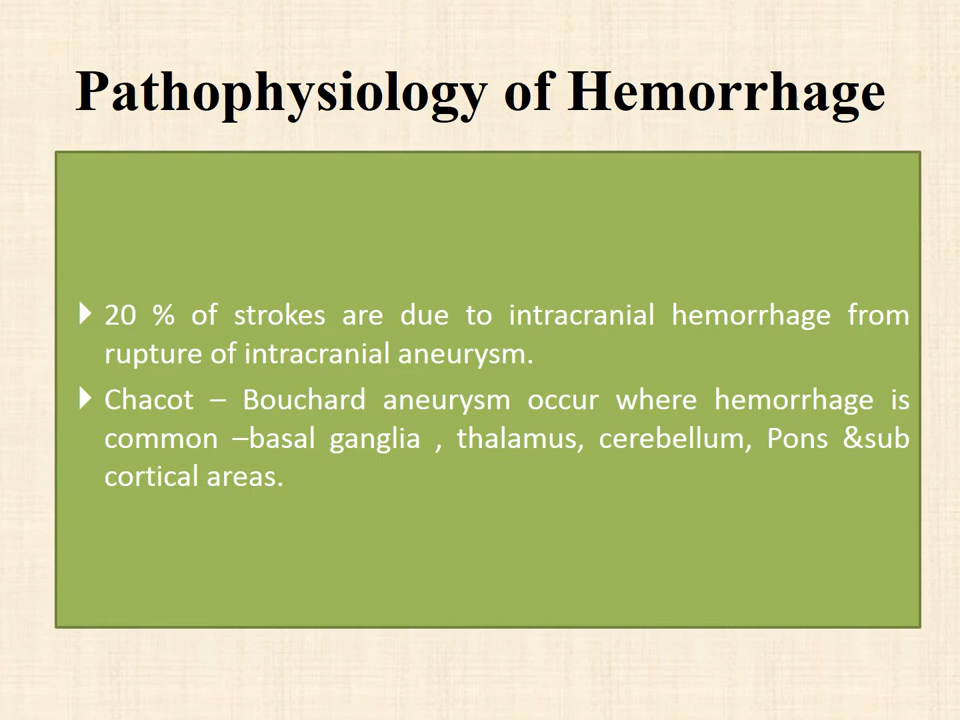 Pathophysiology of Hemorrhage
20 % of strokes are due to intracranial hemorrhage from
rupture of intracranial aneurysm.
Chacot – Bouchard aneurysm occur where hemorrhage is
common –basal ganglia , thalamus, cerebellum, Pons &sub
cortical areas.